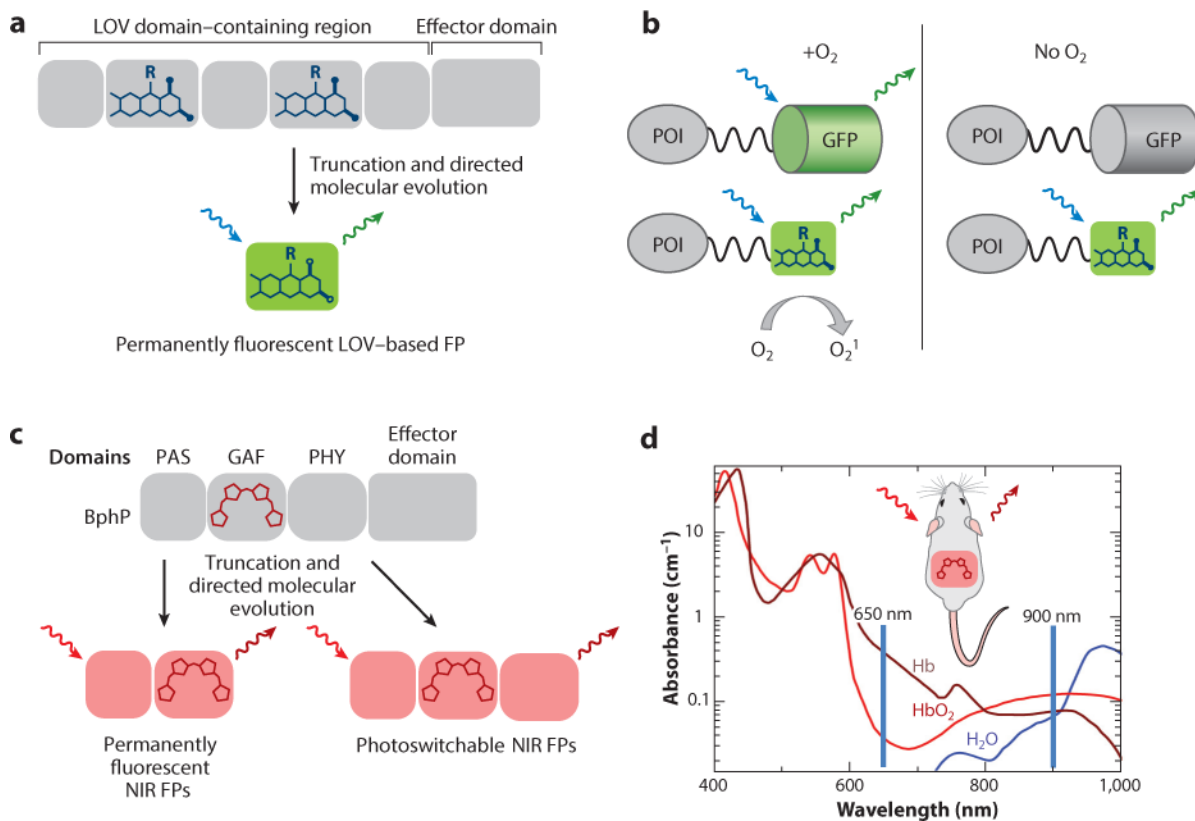 a
LOV domain–containing region
Effector domain
R
R
Truncation and directed
molecular evolution
R
Permanently fluorescent LOV–based FP
b
+O₂
No O₂
POI
GFP
POI
GFP
POI
R
POI
R
O₂
O₂¹
c
Domains
PAS
GAF
PHY
Effector
domain
BphP
Truncation and
directed molecular
evolution
Permanently
fluorescent
NIR FPs
Photoswitchable NIR FPs
d
Absorbance (cm⁻¹)
10
1
0.1
650 nm
900 nm
Hb
HbO₂
H₂O
400
600
800
1,000
Wavelength (nm)